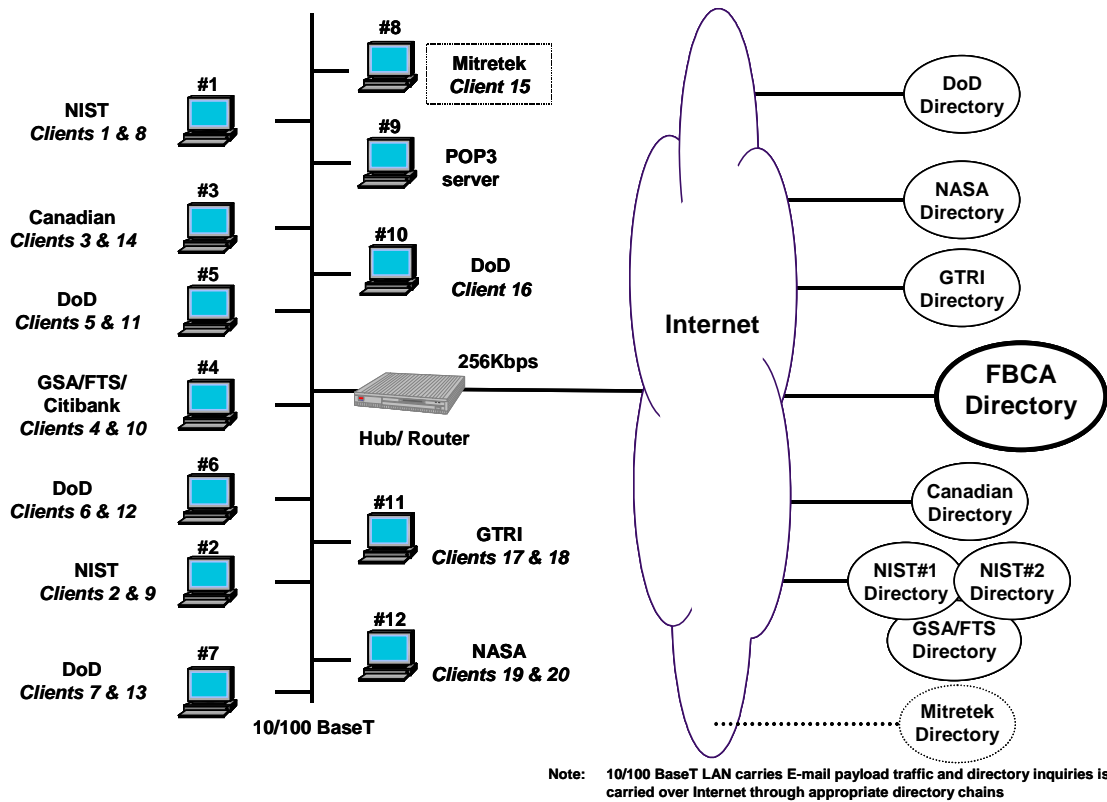 #1
NIST
Clients 1 & 8
#3
Canadian
Clients 3 & 14
#5
DoD
Clients 5 & 11
#4
GSA/FTS/
Citibank
Clients 4 & 10
#6
DoD
Clients 6 & 12
#2
NIST
Clients 2 & 9
#7
DoD
Clients 7 & 13
10/100 BaseT
#8
Mitretek
Client 15
#9
POP3
server
#10
DoD
Client 16
256Kbps
Hub/ Router
#11
GTRI
Clients 17 & 18
#12
NASA
Clients 19 & 20
Internet
DoD
Directory
NASA
Directory
GTRI
Directory
FBCA
Directory
Canadian
Directory
NIST#1
Directory
NIST#2
Directory
GSA/FTS
Directory
Mitretek
Directory
Note: 10/100 BaseT LAN carries E-mail payload traffic and directory inquiries is
carried over Internet through appropriate directory chains